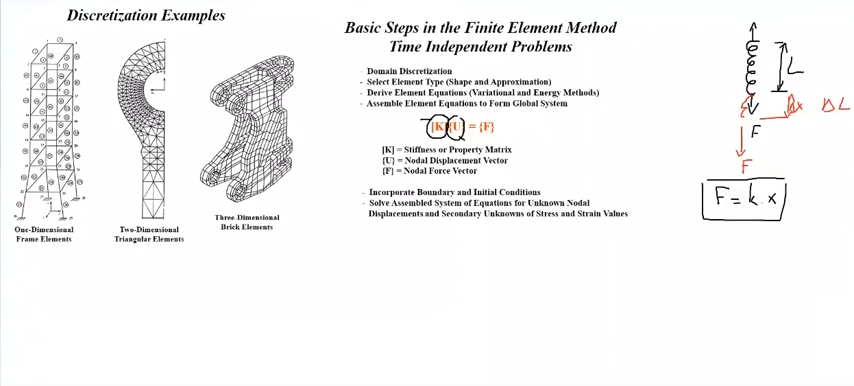 Discretization Examples
One-Dimensional
Frame Elements
Two-Dimensional
Triangular Elements
Three-Dimensional
Brick Elements
Basic Steps in the Finite Element Method
Time Independent Problems
- Domain Discretization
- Select Element Type (Shape and Approximation)
- Derive Element Equations (Variational and Energy Methods)
- Assemble Element Equations to Form Global System
[K]{U} = {F}
[K] = Stiffness or Property Matrix
{U} = Nodal Displacement Vector
{F} = Nodal Force Vector
- Incorporate Boundary and Initial Conditions
- Solve Assembled System of Equations for Unknown Nodal
Displacements and Secondary Unknowns of Stress and Strain Values
L
ΔL
F
F
F = k.x